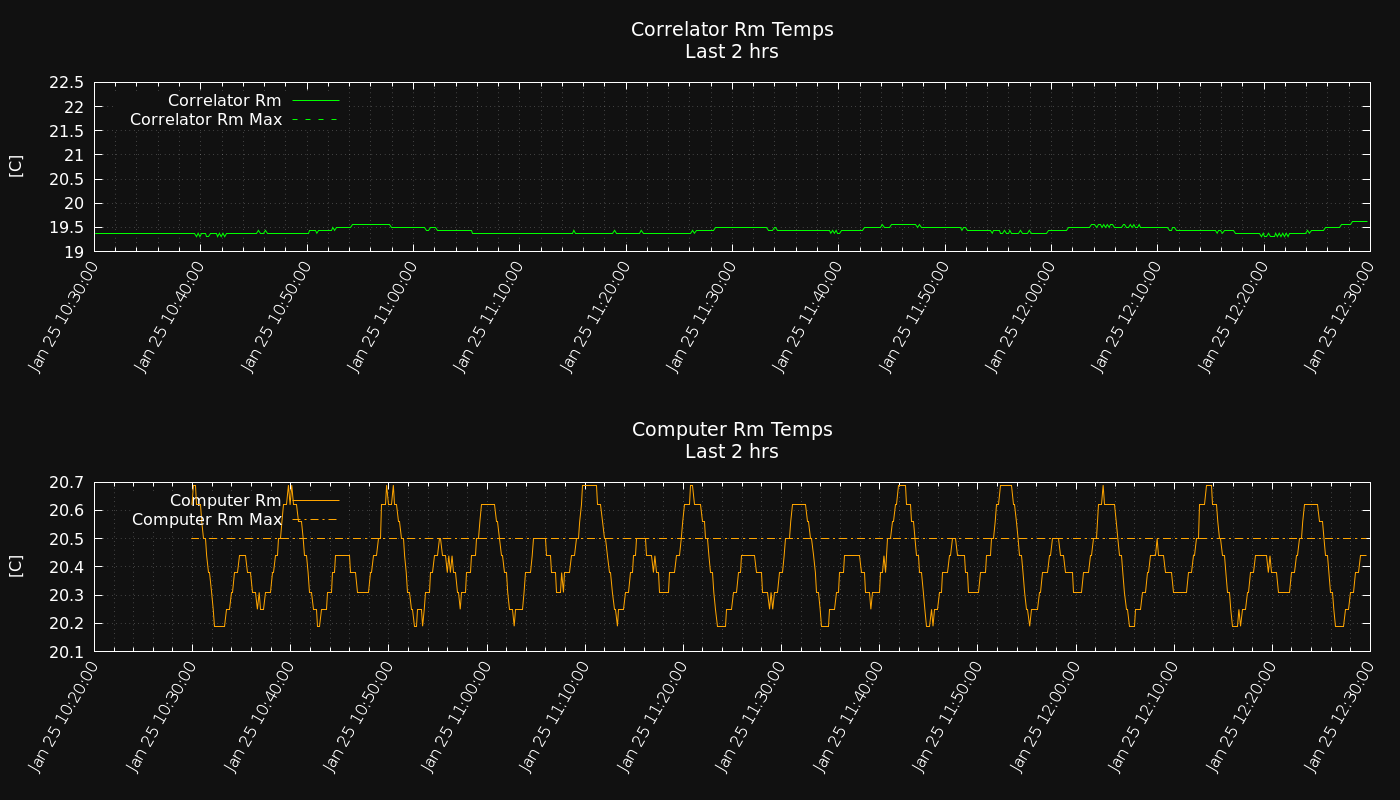 Correlator Rm Temps
Last 2 hrs
22.5
22
21.5
21
20.5
20
19.5
19
[C]
Correlator Rm
Correlator Rm Max
Jan 25 10:30:00
Jan 25 10:40:00
Jan 25 10:50:00
Jan 25 11:00:00
Jan 25 11:10:00
Jan 25 11:20:00
Jan 25 11:30:00
Jan 25 11:40:00
Jan 25 11:50:00
Jan 25 12:00:00
Jan 25 12:10:00
Jan 25 12:20:00
Jan 25 12:30:00
Computer Rm Temps
Last 2 hrs
20.7
20.6
20.5
20.4
20.3
20.2
20.1
[C]
Computer Rm
Computer Rm Max
Jan 25 10:20:00
Jan 25 10:30:00
Jan 25 10:40:00
Jan 25 10:50:00
Jan 25 11:00:00
Jan 25 11:10:00
Jan 25 11:20:00
Jan 25 11:30:00
Jan 25 11:40:00
Jan 25 11:50:00
Jan 25 12:00:00
Jan 25 12:10:00
Jan 25 12:20:00
Jan 25 12:30:00